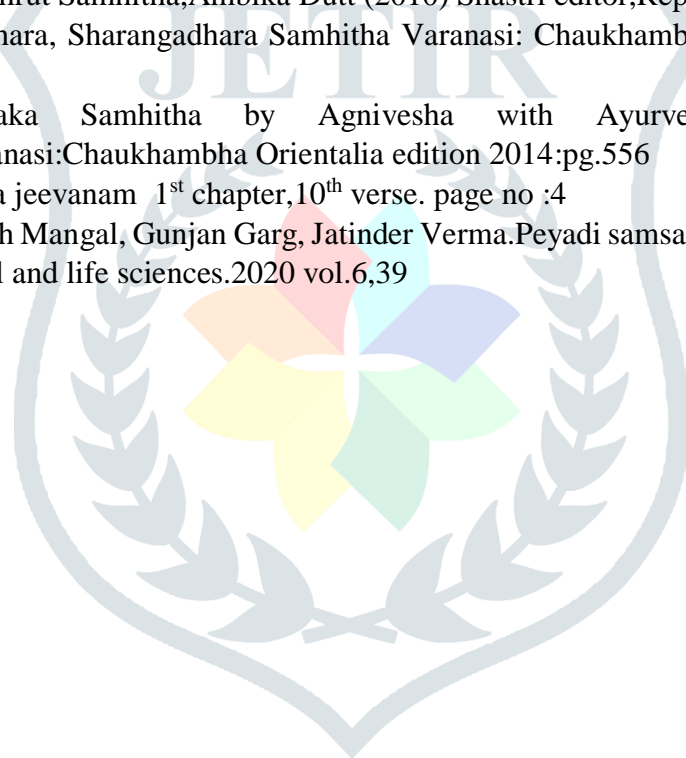 JETIR
Samhitha,Ambika Dutt (2010) Shastri editor,Rep
hara, Sharangadhara Samhitha Varanasi: Chaukhamb
aka Samhitha by Agnivesha with Ayurve
anasi:Chaukhambha Orientalia edition 2014:pg.556
a jeevanam 1st chapter,10th verse. page no :4
h Mangal, Gunjan Garg, Jatinder Verma.Peyadi samsa
l and life sciences.2020 vol.6,39